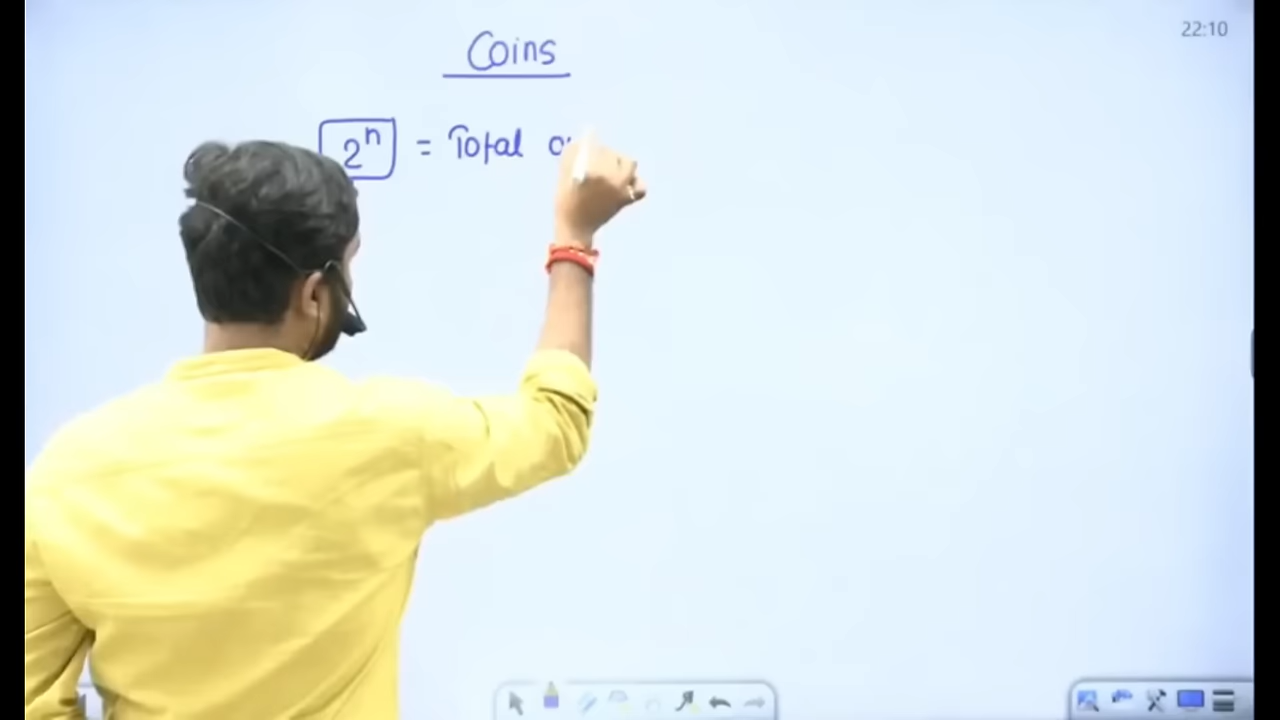 22:10
Coins
2ⁿ = Total